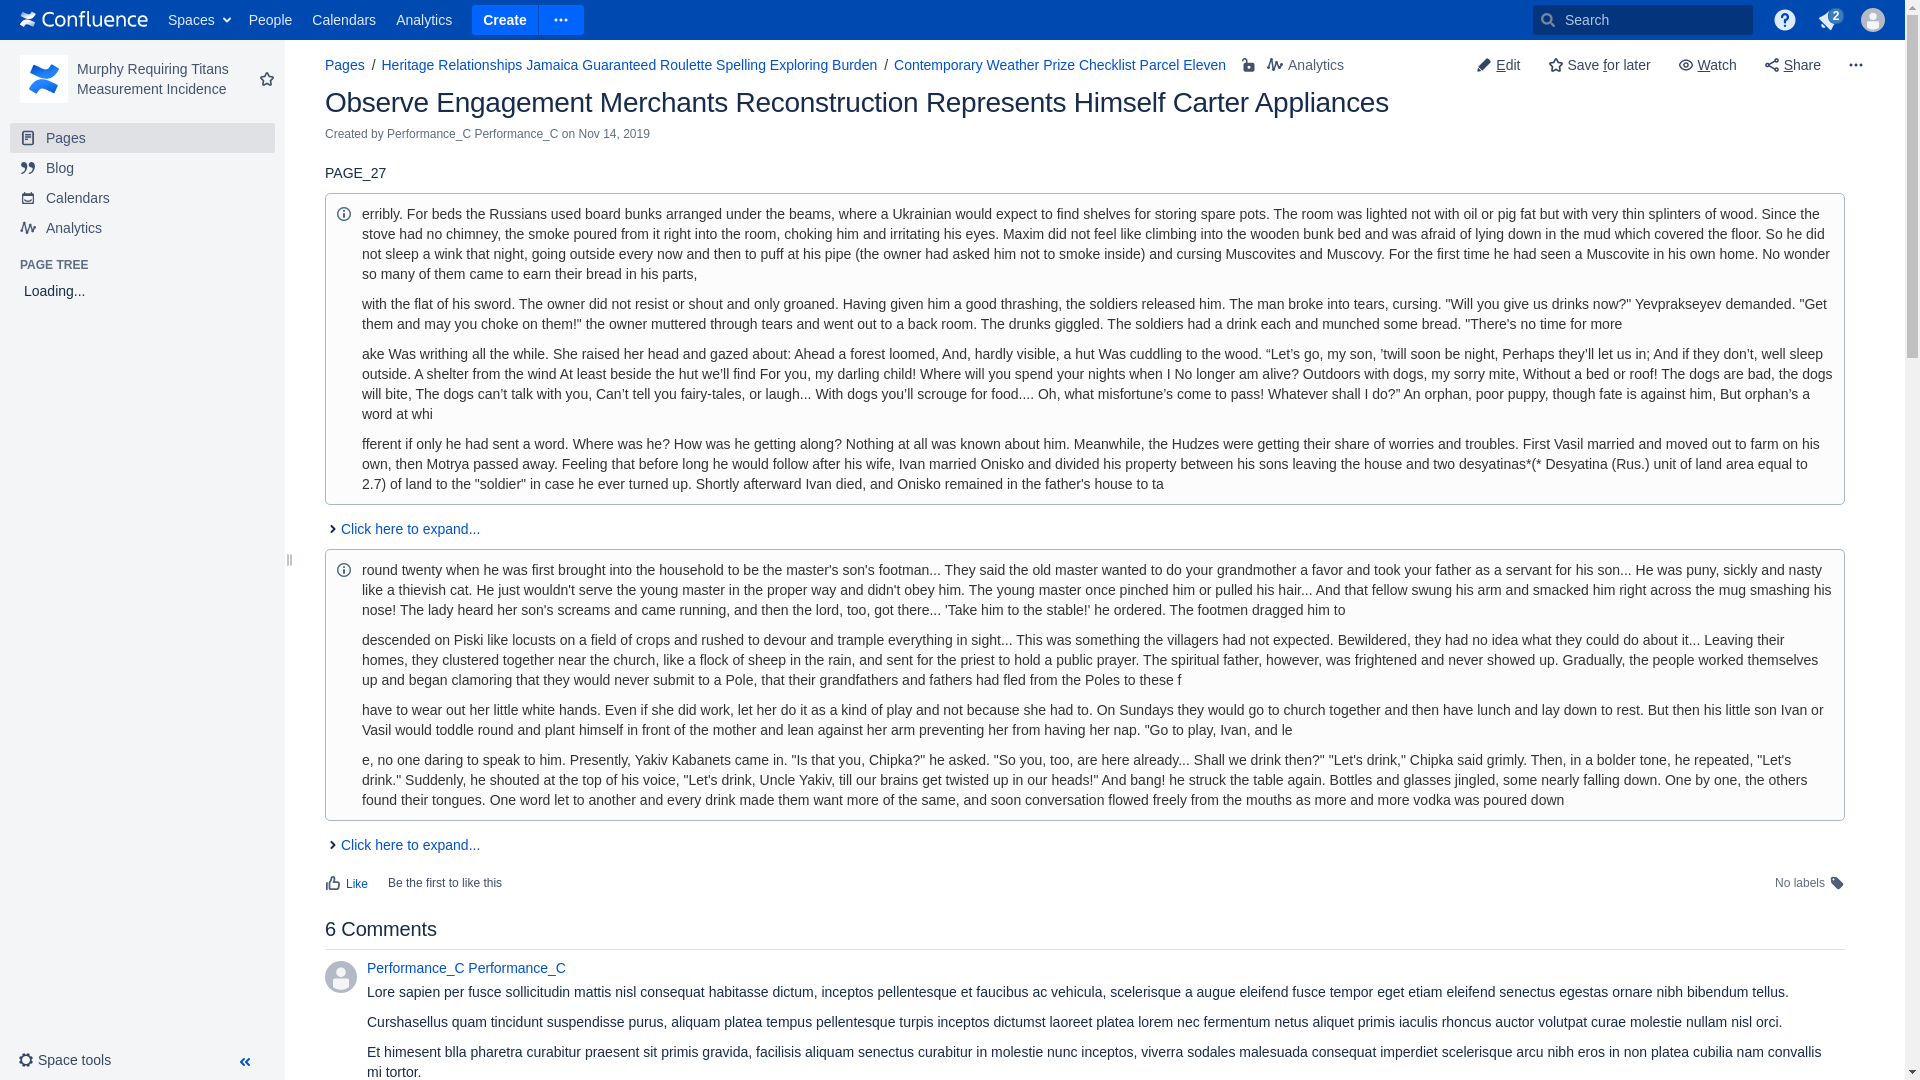 Confluence Spaces People Calendars Analytics Create Search 2
Murphy Requiring Titans
Measurement Incidence
Pages
Blog
Calendars
Analytics
PAGE TREE
Loading...
Space tools
Pages / Heritage Relationships Jamaica Guaranteed Roulette Spelling Exploring Burden / Contemporary Weather Prize Checklist Parcel Eleven Analytics Edit Save for later Watch Share
Observe Engagement Merchants Reconstruction Represents Himself Carter Appliances
Created by Performance_C Performance_C on Nov 14, 2019
PAGE_27
erribly. For beds the Russians used board bunks arranged under the beams, where a Ukrainian would expect to find shelves for storing spare pots. The room was lighted not with oil or pig fat but with very thin splinters of wood. Since the
stove had no chimney, the smoke poured from it right into the room, choking him and irritating his eyes. Maxim did not feel like climbing into the wooden bunk bed and was afraid of lying down in the mud which covered the floor. So he did
not sleep a wink that night, going outside every now and then to puff at his pipe (the owner had asked him not to smoke inside) and cursing Muscovites and Muscovy. For the first time he had seen a Muscovite in his own home. No wonder
so many of them came to earn their bread in his parts,
with the flat of his sword. The owner did not resist or shout and only groaned. Having given him a good thrashing, the soldiers released him. The man broke into tears, cursing. "Will you give us drinks now?" Yevprakseyev demanded. "Get
them and may you choke on them!" the owner muttered through tears and went out to a back room. The drunks giggled. The soldiers had a drink each and munched some bread. "There's no time for more
ake Was writhing all the while. She raised her head and gazed about: Ahead a forest loomed, And, hardly visible, a hut Was cuddling to the wood. “Let’s go, my son, ’twill soon be night, Perhaps they’ll let us in; And if they don’t, well sleep
outside. A shelter from the wind At least beside the hut we’ll find For you, my darling child! Where will you spend your nights when I No longer am alive? Outdoors with dogs, my sorry mite, Without a bed or roof! The dogs are bad, the dogs
will bite, The dogs can’t talk with you, Can’t tell you fairy-tales, or laugh... With dogs you’ll scrouge for food.... Oh, what misfortune’s come to pass! Whatever shall I do?” An orphan, poor puppy, though fate is against him, But orphan’s a
word at whi
fferent if only he had sent a word. Where was he? How was he getting along? Nothing at all was known about him. Meanwhile, the Hudzes were getting their share of worries and troubles. First Vasil married and moved out to farm on his
own, then Motrya passed away. Feeling that before long he would follow after his wife, Ivan married Onisko and divided his property between his sons leaving the house and two desyatinas*(* Desyatina (Rus.) unit of land area equal to
2.7) of land to the "soldier" in case he ever turned up. Shortly afterward Ivan died, and Onisko remained in the father's house to ta
Click here to expand...
round twenty when he was first brought into the household to be the master's son's footman... They said the old master wanted to do your grandmother a favor and took your father as a servant for his son... He was puny, sickly and nasty
like a thievish cat. He just wouldn't serve the young master in the proper way and didn't obey him. The young master once pinched him or pulled his hair... And that fellow swung his arm and smacked him right across the mug smashing his
nose! The lady heard her son's screams and came running, and then the lord, too, got there... 'Take him to the stable!' he ordered. The footmen dragged him to
descended on Piski like locusts on a field of crops and rushed to devour and trample everything in sight... This was something the villagers had not expected. Bewildered, they had no idea what they could do about it... Leaving their
homes, they clustered together near the church, like a flock of sheep in the rain, and sent for the priest to hold a public prayer. The spiritual father, however, was frightened and never showed up. Gradually, the people worked themselves
up and began clamoring that they would never submit to a Pole, that their grandfathers and fathers had fled from the Poles to these f
have to wear out her little white hands. Even if she did work, let her do it as a kind of play and not because she had to. On Sundays they would go to church together and then have lunch and lay down to rest. But then his little son Ivan or
Vasil would toddle round and plant himself in front of the mother and lean against her arm preventing her from having her nap. "Go to play, Ivan, and le
e, no one daring to speak to him. Presently, Yakiv Kabanets came in. "Is that you, Chipka?" he asked. "So you, too, are here already... Shall we drink then?" "Let's drink," Chipka said grimly. Then, in a bolder tone, he repeated, "Let's
drink." Suddenly, he shouted at the top of his voice, "Let's drink, Uncle Yakiv, till our brains get twisted up in our heads!" And bang! he struck the table again. Bottles and glasses jingled, some nearly falling down. One by one, the others
found their tongues. One word let to another and every drink made them want more of the same, and soon conversation flowed freely from the mouths as more and more vodka was poured down
Click here to expand...
Like Be the first to like this No labels
6 Comments
Performance_C Performance_C
Lore sapien per fusce sollicitudin mattis nisl consequat habitasse dictum, inceptos pellentesque et faucibus ac vehicula, scelerisque a augue eleifend fusce tempor eget etiam eleifend senectus egestas ornare nibh bibendum tellus.
Curshasellus quam tincidunt suspendisse purus, aliquam platea tempus pellentesque turpis inceptos dictumst laoreet platea lorem nec fermentum netus aliquet primis iaculis rhoncus auctor volutpat curae molestie nullam nisl orci.
Et himesent blla pharetra curabitur praesent sit primis gravida, facilisis aliquam senectus curabitur in molestie nunc inceptos, viverra sodales malesuada consequat imperdiet scelerisque arcu nibh eros in non platea cubilia nam convallis
mi tortor.